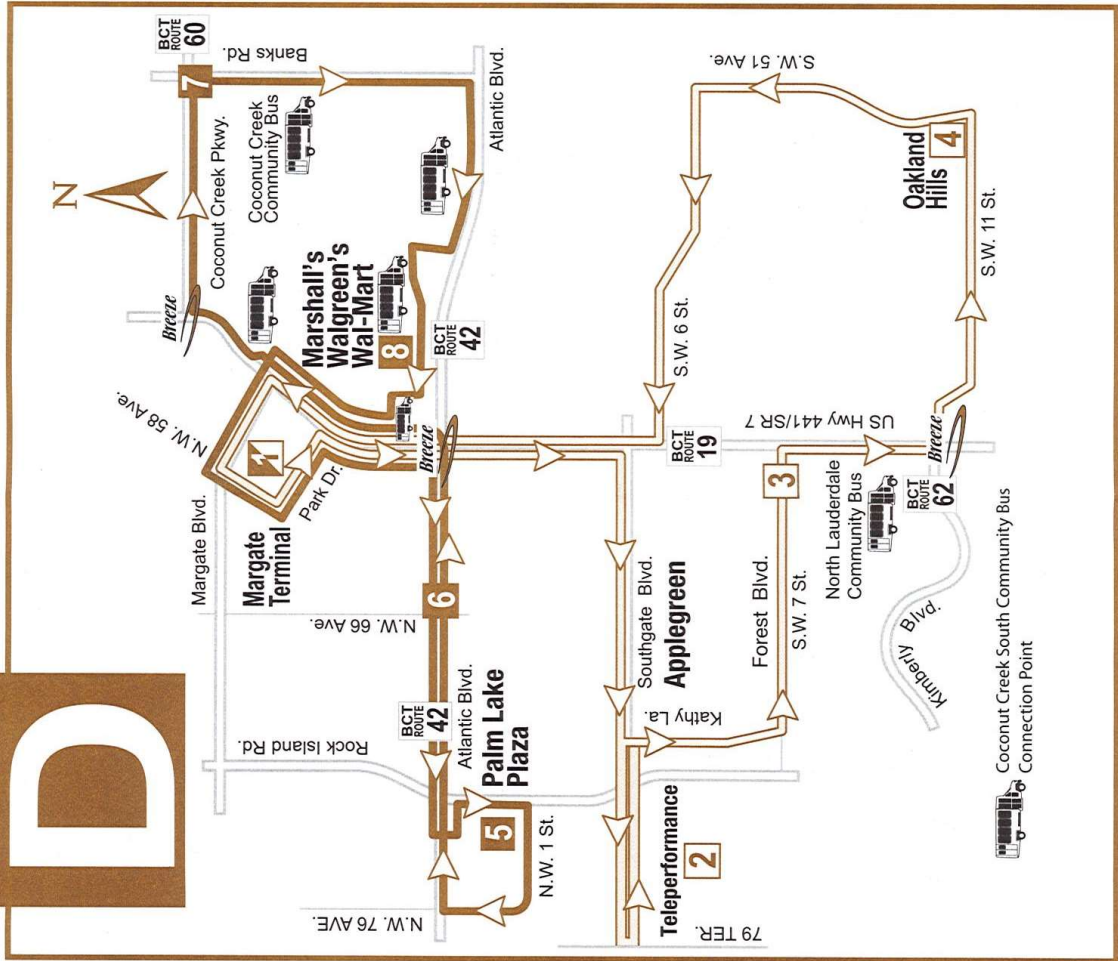 D
N
BCT
ROUTE
60
7
Banks Rd.
Coconut Creek Pkwy.
Coconut Creek
Community Bus
Atlantic Blvd.
Breeze
N.W. 58 Ave.
Marshall's
Walgreen's
Wal-Mart
8
BCT
ROUTE
42
1
Park Dr.
Margate Blvd.
Margate
Terminal
Breeze
6
N.W. 66 Ave.
BCT
ROUTE
42
Atlantic Blvd.
Rock Island Rd.
Palm Lake
Plaza
5
N.W. 1 St.
N.W. 76 AVE.
S.W. 51 Ave.
S.W. 6 St.
Oakland
Hills
4
S.W. 11 St.
US Hwy 441/SR 7
BCT
ROUTE
19
Breeze
BCT
ROUTE
62
3
North Lauderdale
Community Bus
Southgate Blvd.
Applegreen
Forest Blvd.
S.W. 7 St.
Kathy La.
Kimberly Blvd.
Teleperformance
2
79 TER.
Coconut Creek South Community Bus
Connection Point